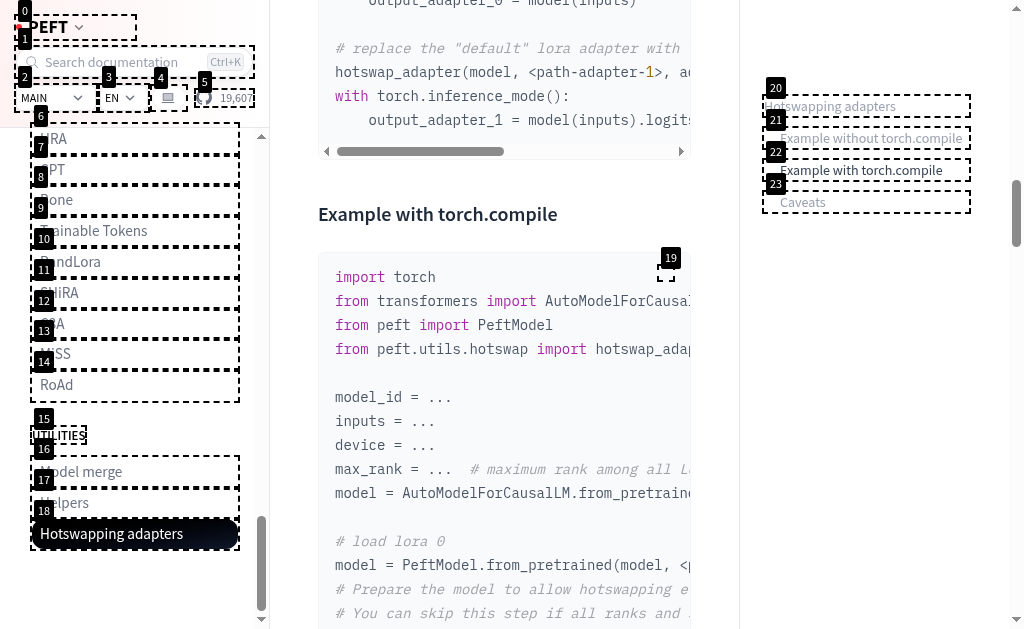 PEFT
Search documentation Ctrl+K
MAIN EN 19,607
HRA
CPT
Bone
Trainable Tokens
RandLora
SHiRA
C3A
MiSS
RoAd
UTILITIES
Model merge
Helpers
Hotswapping adapters
output_adapter_0 = model(inputs)
# replace the "default" lora adapter with
hotswap_adapter(model, <path-adapter-1>, ad
with torch.inference_mode():
output_adapter_1 = model(inputs).logits
Example with torch.compile
import torch
from transformers import AutoModelForCausal
from peft import PeftModel
from peft.utils.hotswap import hotswap_adap
model_id = ...
inputs = ...
device = ...
max_rank = ... # maximum rank among all Lo
model = AutoModelForCausalLM.from_pretraine
# load lora 0
model = PeftModel.from_pretrained(model, <p
# Prepare the model to allow hotswapping e
# You can skip this step if all ranks and
Hotswapping adapters
Example without torch.compile
Example with torch.compile
Caveats
0
1
2
3
4
5
6
7
8
9
10
11
12
13
14
15
16
17
18
19
20
21
22
23